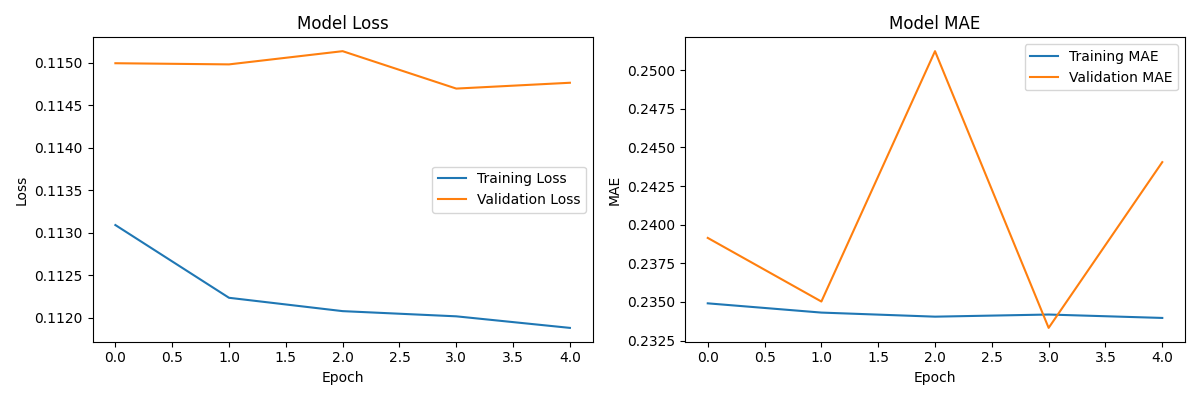 Model Loss
0.1150
0.1145
0.1140
0.1135
0.1130
0.1125
0.1120
Loss
Training Loss
Validation Loss
0.0 0.5 1.0 1.5 2.0 2.5 3.0 3.5 4.0
Epoch
Model MAE
0.2500
0.2475
0.2450
0.2425
0.2400
0.2375
0.2350
0.2325
MAE
Training MAE
Validation MAE
0.0 0.5 1.0 1.5 2.0 2.5 3.0 3.5 4.0
Epoch